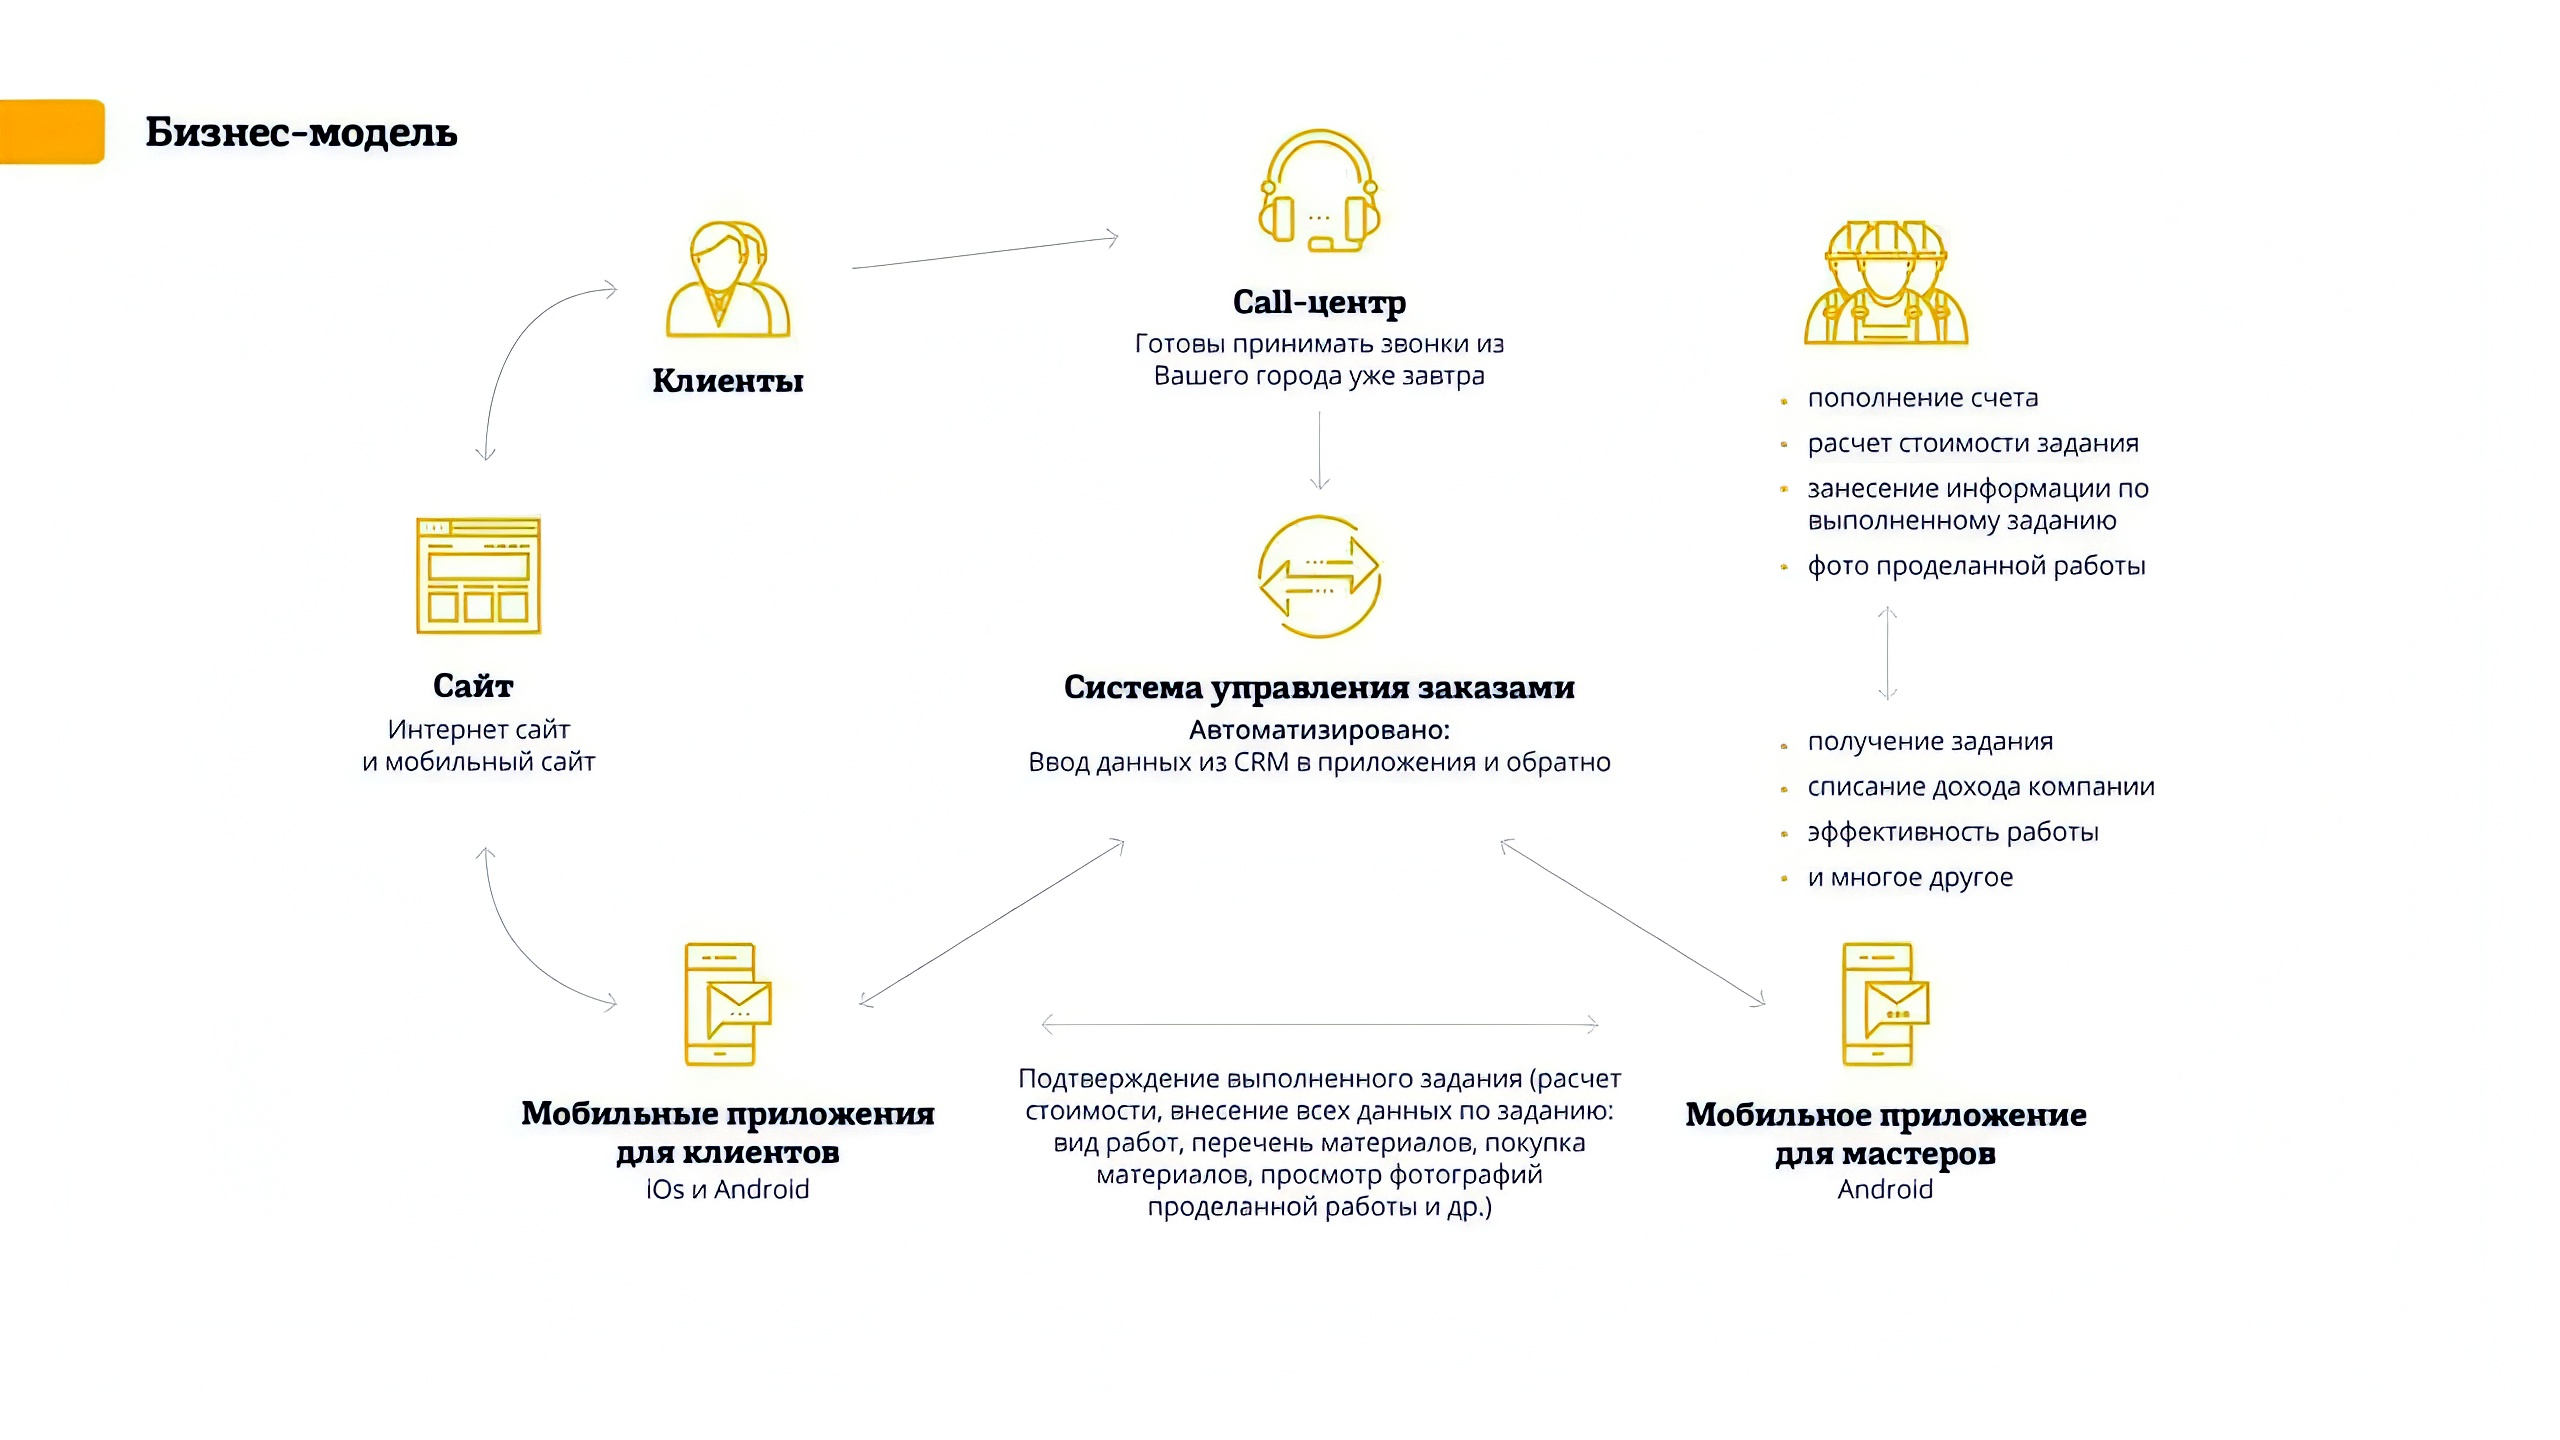 Бизнес-модель
Клиенты
Call-центр
Готовы принимать звонки из
Вашего города уже завтра
пополнение счета
расчет стоимости задания
занесение информации по
выполненному заданию
фото проделанной работы
Сайт
Интернет сайт
и мобильный сайт
Система управления заказами
Автоматизировано:
Ввод данных из CRM в приложения и обратно
получение задания
списание дохода компании
эффективность работы
и многое другое
Мобильные приложения
для клиентов
iOs и Android
Подтверждение выполненного задания (расчет
стоимости, внесение всех данных по заданию:
вид работ, перечень материалов, покупка
материалов, просмотр фотографий
проделанной работы и др.)
Мобильное приложение
для мастеров
Android